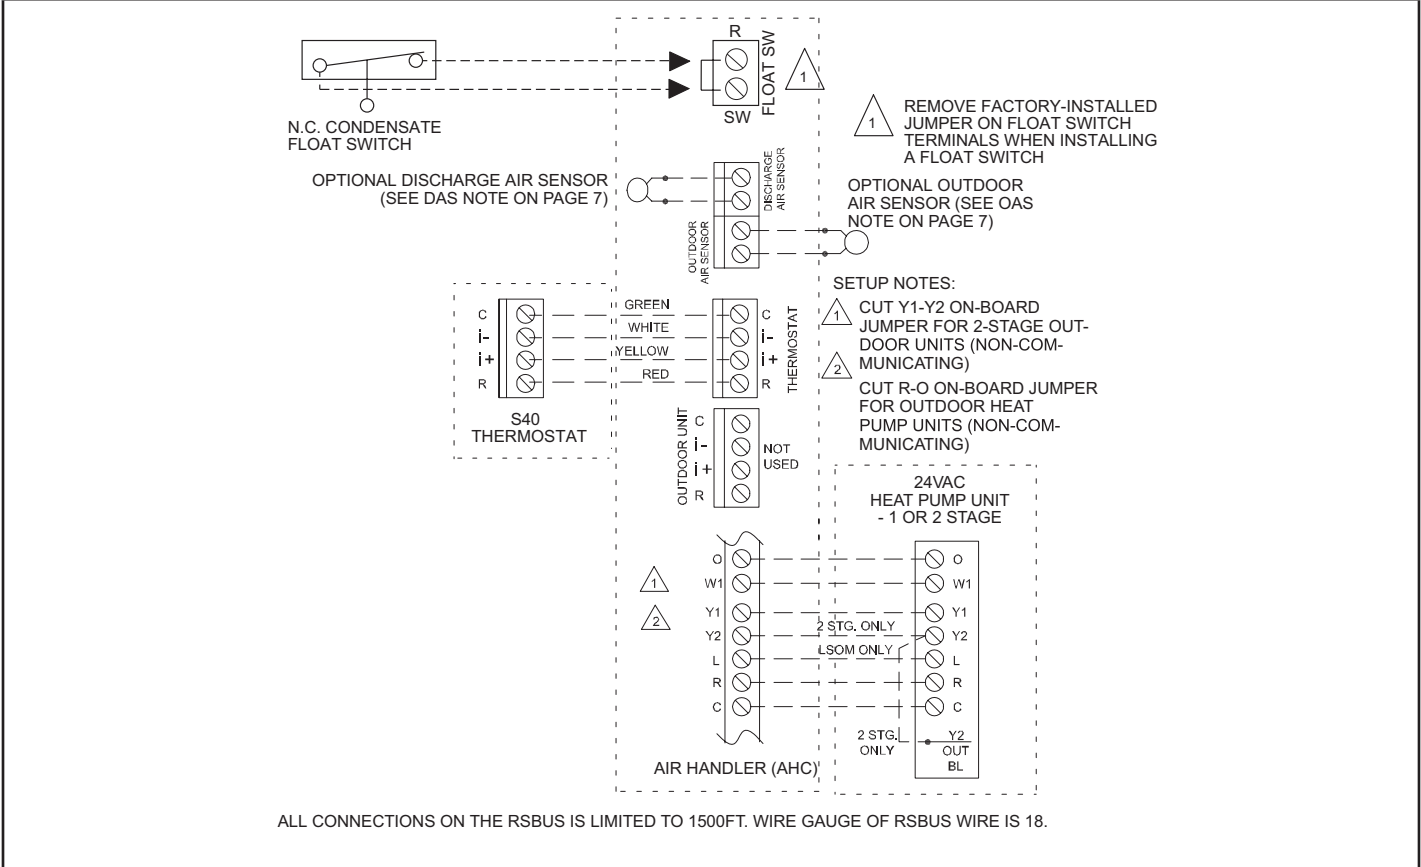 R
FLOAT SW
1
SW
N.C. CONDENSATE
FLOAT SWITCH
1
REMOVE FACTORY-INSTALLED
JUMPER ON FLOAT SWITCH
TERMINALS WHEN INSTALLING
A FLOAT SWITCH
OPTIONAL DISCHARGE AIR SENSOR
(SEE DAS NOTE ON PAGE 7)
DISCHARGE
AIR SENSOR
OPTIONAL OUTDOOR
AIR SENSOR (SEE OAS
NOTE ON PAGE 7)
OUTDOOR
AIR SENSOR
SETUP NOTES:
1
CUT Y1-Y2 ON-BOARD
JUMPER FOR 2-STAGE OUT-
DOOR UNITS (NON-COM-
MUNICATING)
2
CUT R-O ON-BOARD JUMPER
FOR OUTDOOR HEAT
PUMP UNITS (NON-COM-
MUNICATING)
C
i-
i+
R
S40
THERMOSTAT
GREEN
WHITE
YELLOW
RED
C
i-
i+
R
THERMOSTAT
OUTDOOR UNIT
C
i-
i+
R
NOT
USED
24VAC
HEAT PUMP UNIT
- 1 OR 2 STAGE
1
2
O
W1
Y1
Y2
L
R
C
2 STG. ONLY
LSOM ONLY
2 STG.
ONLY
O
W1
Y1
Y2
L
R
C
Y2
OUT
BL
AIR HANDLER (AHC)
ALL CONNECTIONS ON THE RSBUS IS LIMITED TO 1500FT. WIRE GAUGE OF RSBUS WIRE IS 18.